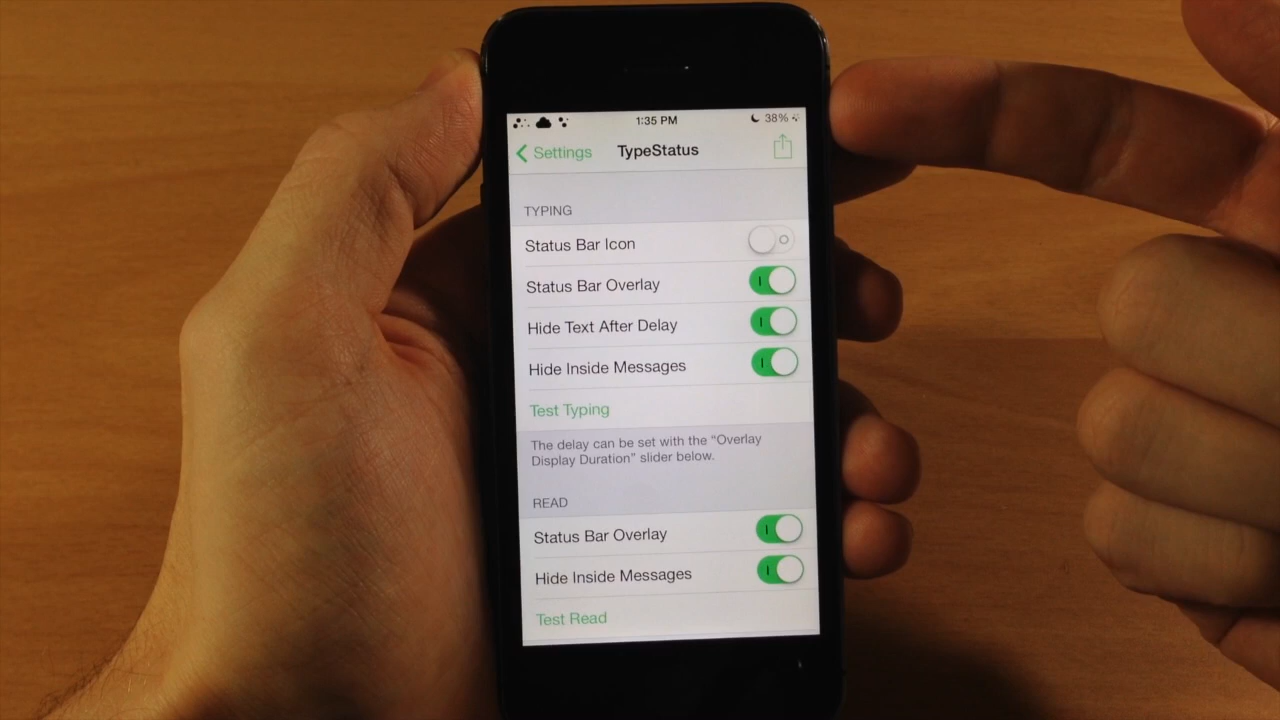 1:35 PM
38%
Settings
TypeStatus
TYPING
Status Bar Icon
Status Bar Overlay
Hide Text After Delay
Hide Inside Messages
Test Typing
The delay can be set with the “Overlay
Display Duration” slider below.
READ
Status Bar Overlay
Hide Inside Messages
Test Read